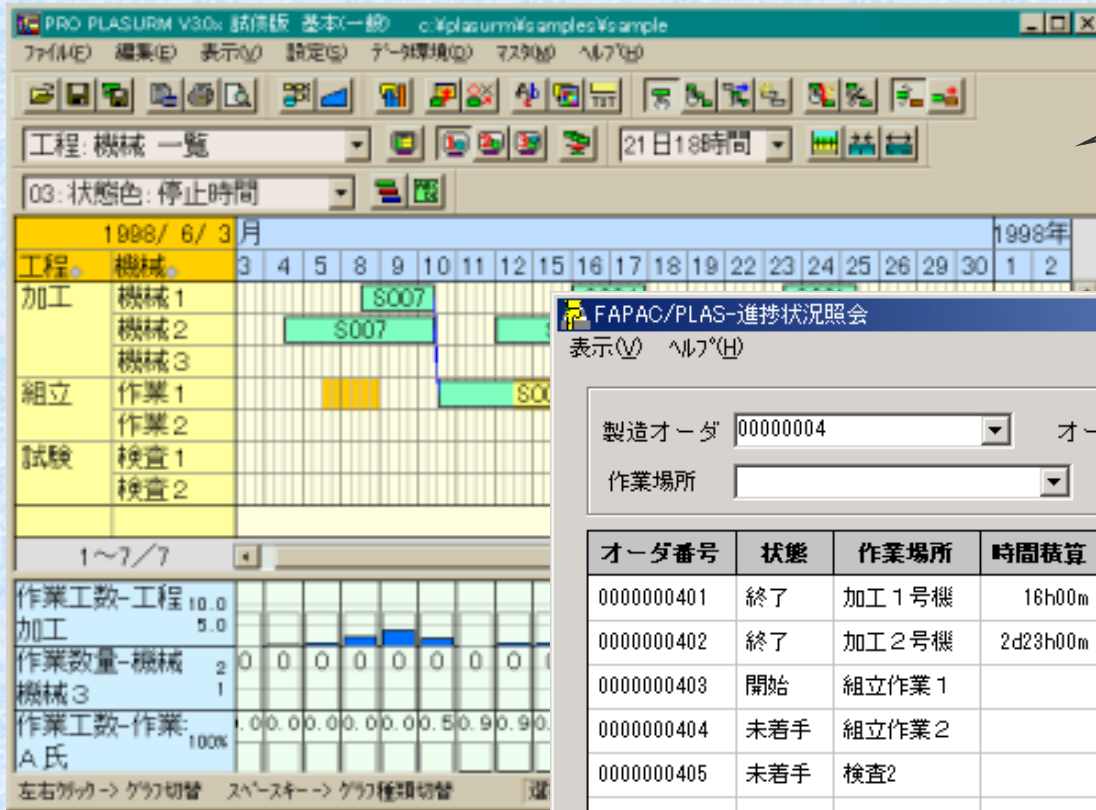 PRO PLASURM V3.0x 試使版 基本(一般) c:¥plasurm¥samples¥sample
ファイル(F) 編集(E) 表示(V) 設定(S) データ環境(D) マスタ(M) ヘルプ(H)
工程:機械 一覧 21日18時間
03:状態色:停止時間
1998/ 6/ 3 月 1998年
工程 機械 3 4 5 8 9 10 11 12 15 16 17 18 19 22 23 24 25 26 29 30 1 2
加工 機械1 S007
機械2 S007
機械3
組立 作業1
作業2
試験 検査1
検査2
1～7／7
作業工数-工程 10.0
加工 5.0
作業数量-機械 2 0 0 0 0 0 0 0 0
機械3 1
作業工数-作業: 100%
A氏
左右クリック-> グラフ切替 スペースキー-> グラフ種類切替
FAPAC/PLAS-進捗状況照会
表示(V) ヘルプ(H)
製造オーダ 00000004 オー
作業場所
オーダ番号 状態 作業場所 時間積算
0000000401 終了 加工1号機 16h00m
0000000402 終了 加工2号機 2d23h00m
0000000403 開始 組立作業1
0000000404 未着手 組立作業2
0000000405 未着手 検査2